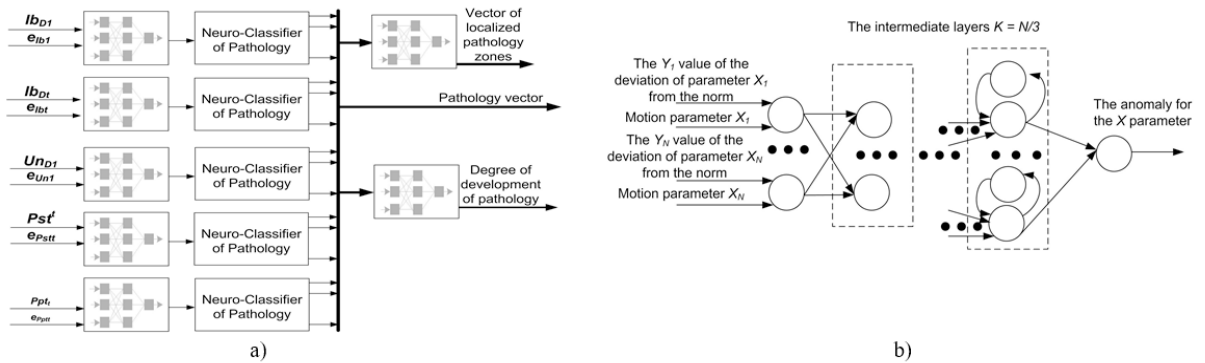 Ib_D1
e_Ib1
Neuro-Classifier
of Pathology
Ib_Dt
e_Ibt
Neuro-Classifier
of Pathology
Un_D1
e_Un1
Neuro-Classifier
of Pathology
Pst^t
e_Pstt
Neuro-Classifier
of Pathology
Ppt_t
e_Pptt
Neuro-Classifier
of Pathology
Vector of
localized
pathology
zones
Pathology vector
Degree of
development
of pathology
a)
The intermediate layers K = N/3
The Y_1 value of the
deviation of parameter X_1
from the norm
Motion parameter X_1
The Y_N value of the
deviation of parameter X_N
from the norm
Motion parameter X_N
The anomaly for
the X parameter
b)